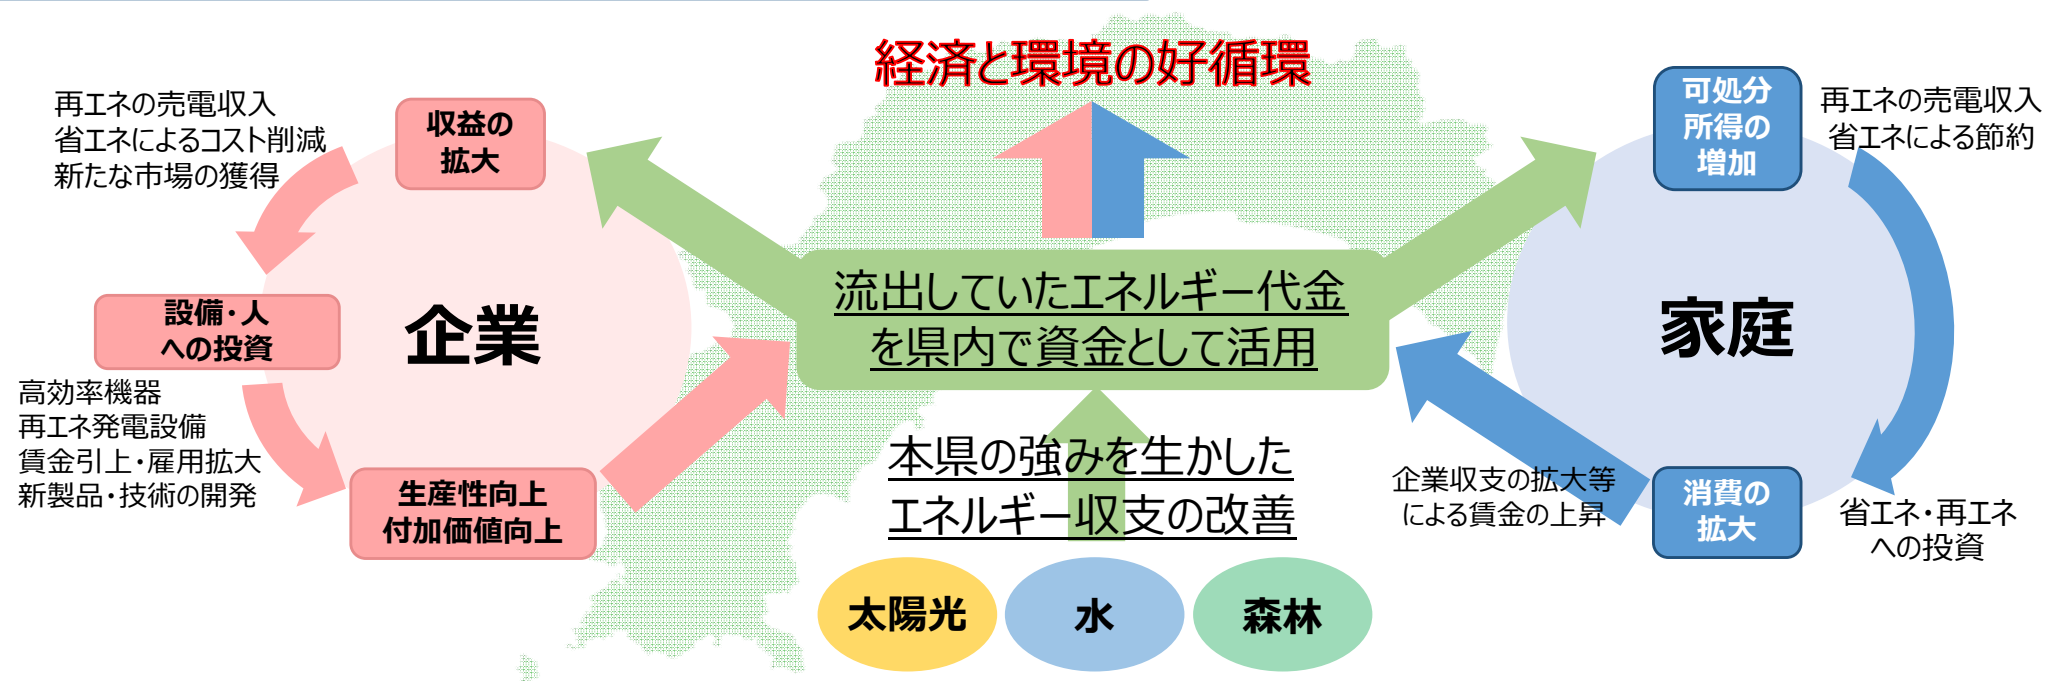 経済と環境の好循環
再エネの売電収入
省エネによるコスト削減
新たな市場の獲得
収益の
拡大
設備・人
への投資
企業
高効率機器
再エネ発電設備
賃金引上・雇用拡大
新製品・技術の開発
生産性向上
付加価値向上
流出していたエネルギー代金
を県内で資金として活用
本県の強みを生かした
エネルギー収支の改善
太陽光
水
森林
可処分
所得の
増加
再エネの売電収入
省エネによる節約
家庭
企業収支の拡大等
による賃金の上昇
消費の
拡大
省エネ・再エネ
への投資